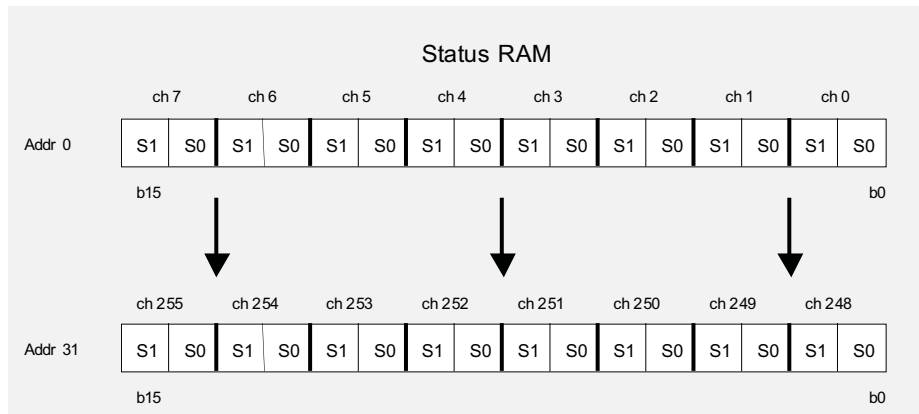 Status RAM
ch 7 ch 6 ch 5 ch 4 ch 3 ch 2 ch 1 ch 0
Addr 0 S1 S0 S1 S0 S1 S0 S1 S0 S1 S0 S1 S0 S1 S0 S1 S0
b15 b0
ch 255 ch 254 ch 253 ch 252 ch 251 ch 250 ch 249 ch 248
Addr 31 S1 S0 S1 S0 S1 S0 S1 S0 S1 S0 S1 S0 S1 S0 S1 S0
b15 b0